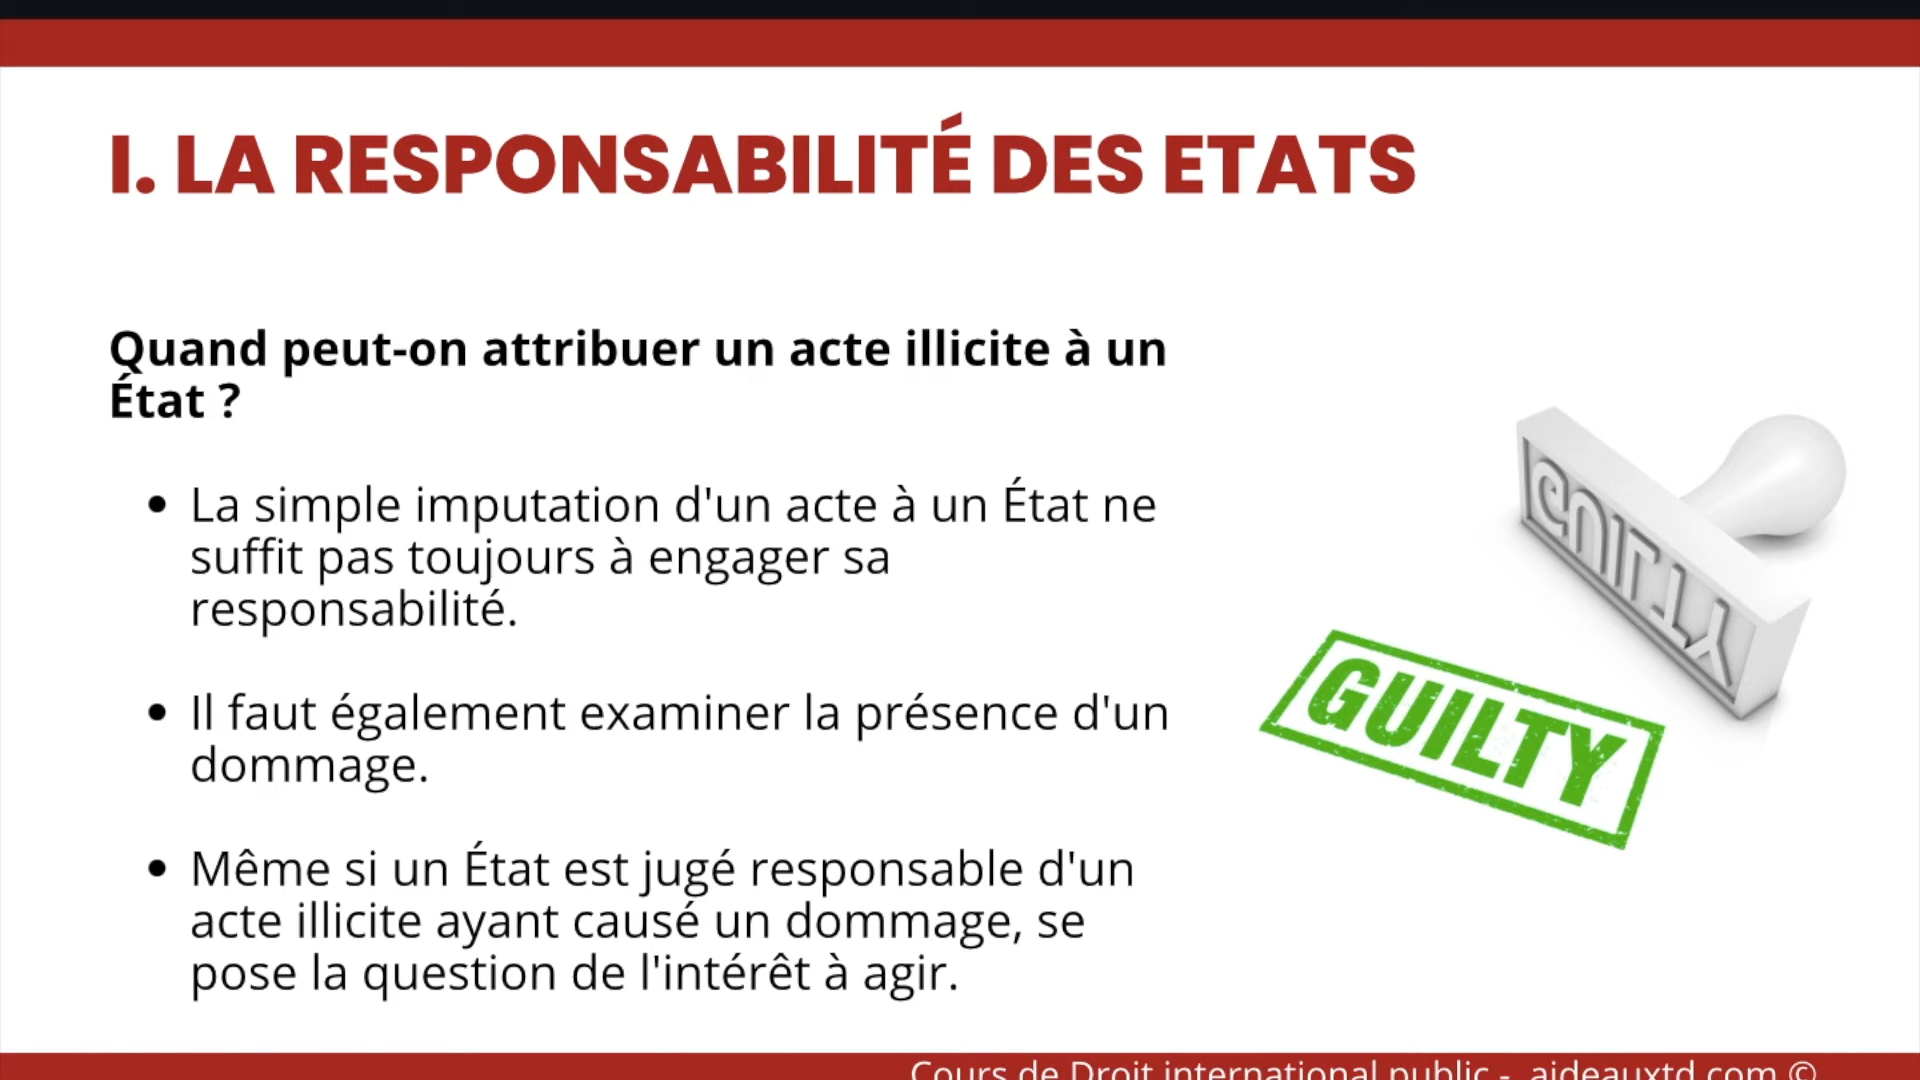 I. LA RESPONSABILITÉ DES ETATS
Quand peut-on attribuer un acte illicite à un
État ?
• La simple imputation d'un acte à un État ne
suffit pas toujours à engager sa
responsabilité.
• Il faut également examiner la présence d'un
dommage.
• Même si un État est jugé responsable d'un
acte illicite ayant causé un dommage, se
pose la question de l'intérêt à agir.
GUILTY
GUILTY
Cours de Droit international public - aideauxtd.com ©